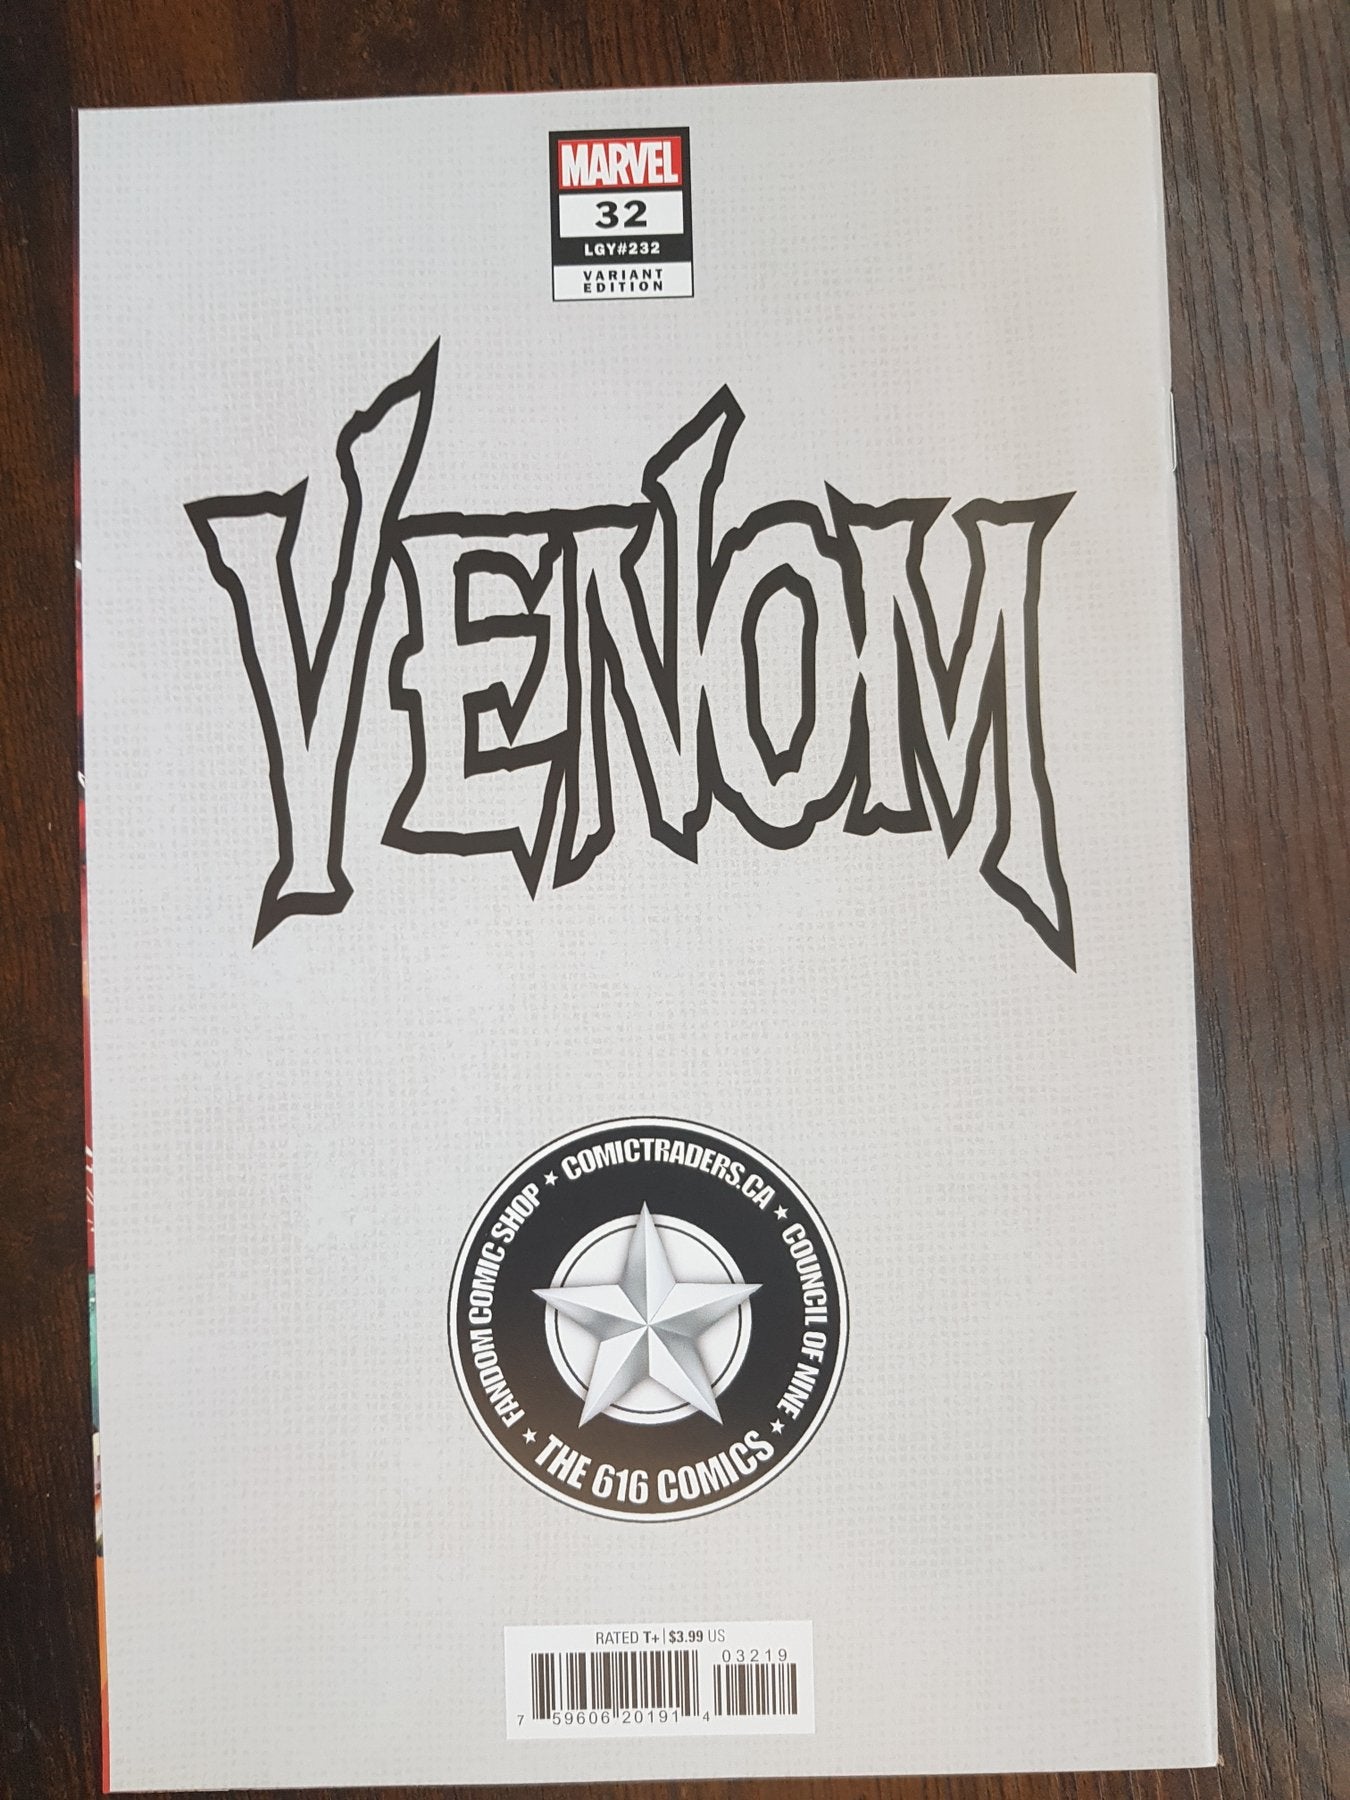 MARVEL
32
LGY#232
VARIANT
EDITION
VENOM
FANDOM COMIC SHOP ★ COMICTRADERS.CA ★ COUNCIL OF NINE ★
THE 616 COMICS ★
RATED T+ | $3.99 US
03219
7 59606 20191 4